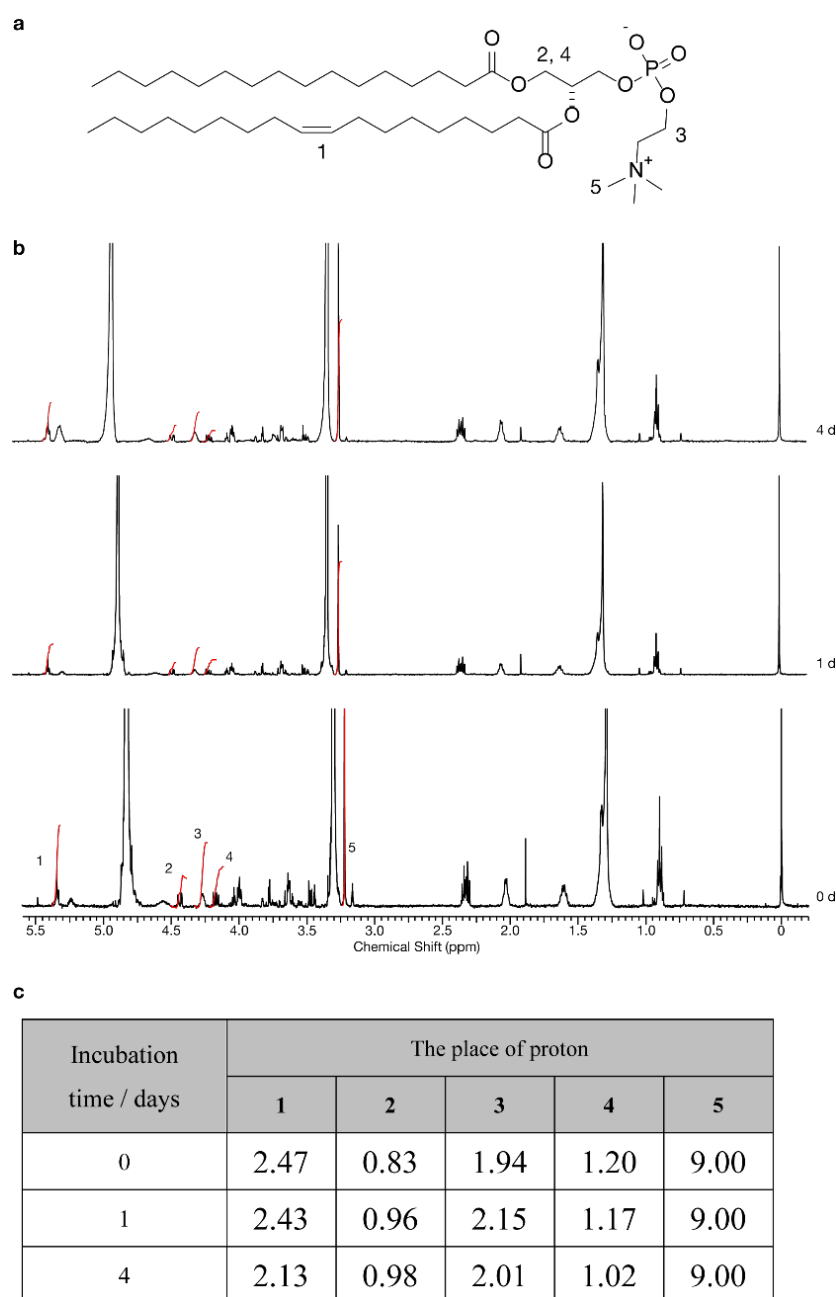 a
O
O
2, 4
O
O
-
O
P
O
O
O
1
3
5
N
+
b
4 d
1 d
1
2
3
4
5
0 d
5.5 5.0 4.5 4.0 3.5 3.0 2.5 2.0 1.5 1.0 0.5 0
Chemical Shift (ppm)
c
Incubation time / days
The place of proton
1 2 3 4 5
0 2.47 0.83 1.94 1.20 9.00
1 2.43 0.96 2.15 1.17 9.00
4 2.13 0.98 2.01 1.02 9.00